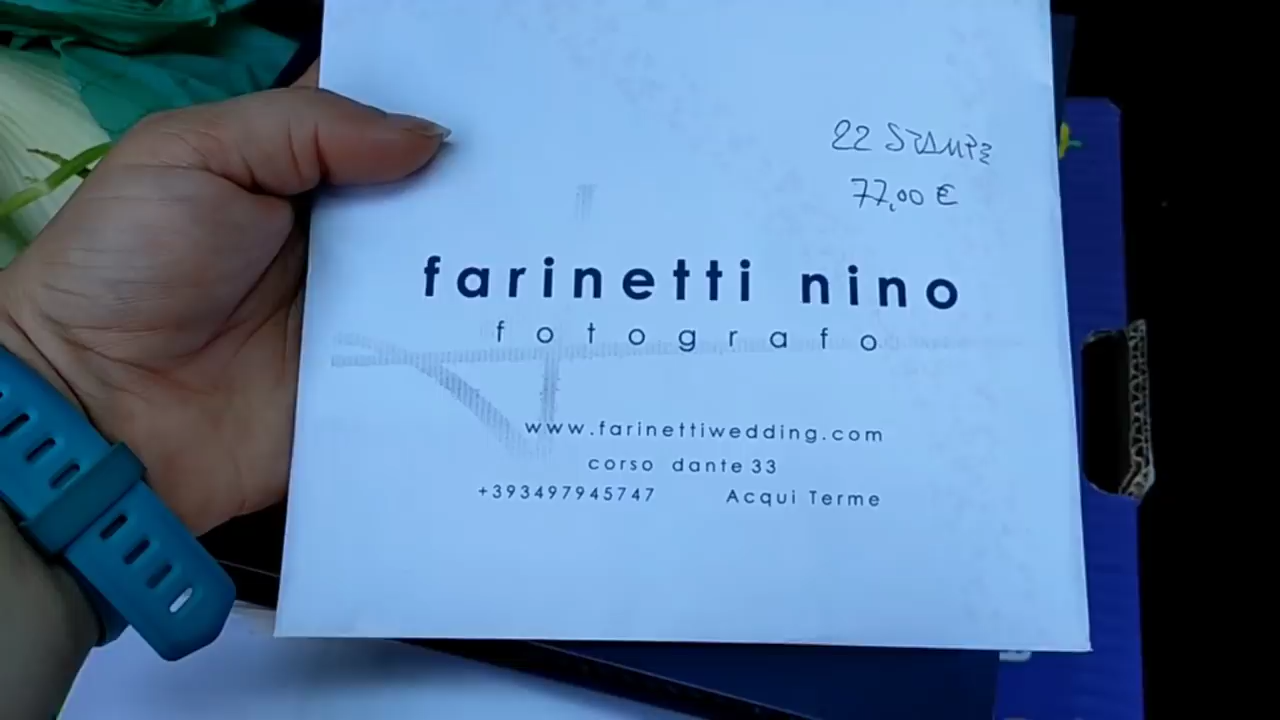 22 STAMPE
77,00 €
farinetti nino
fotografo
www.farinettiwedding.com
corso dante 33
+393497945747 Acqui Terme